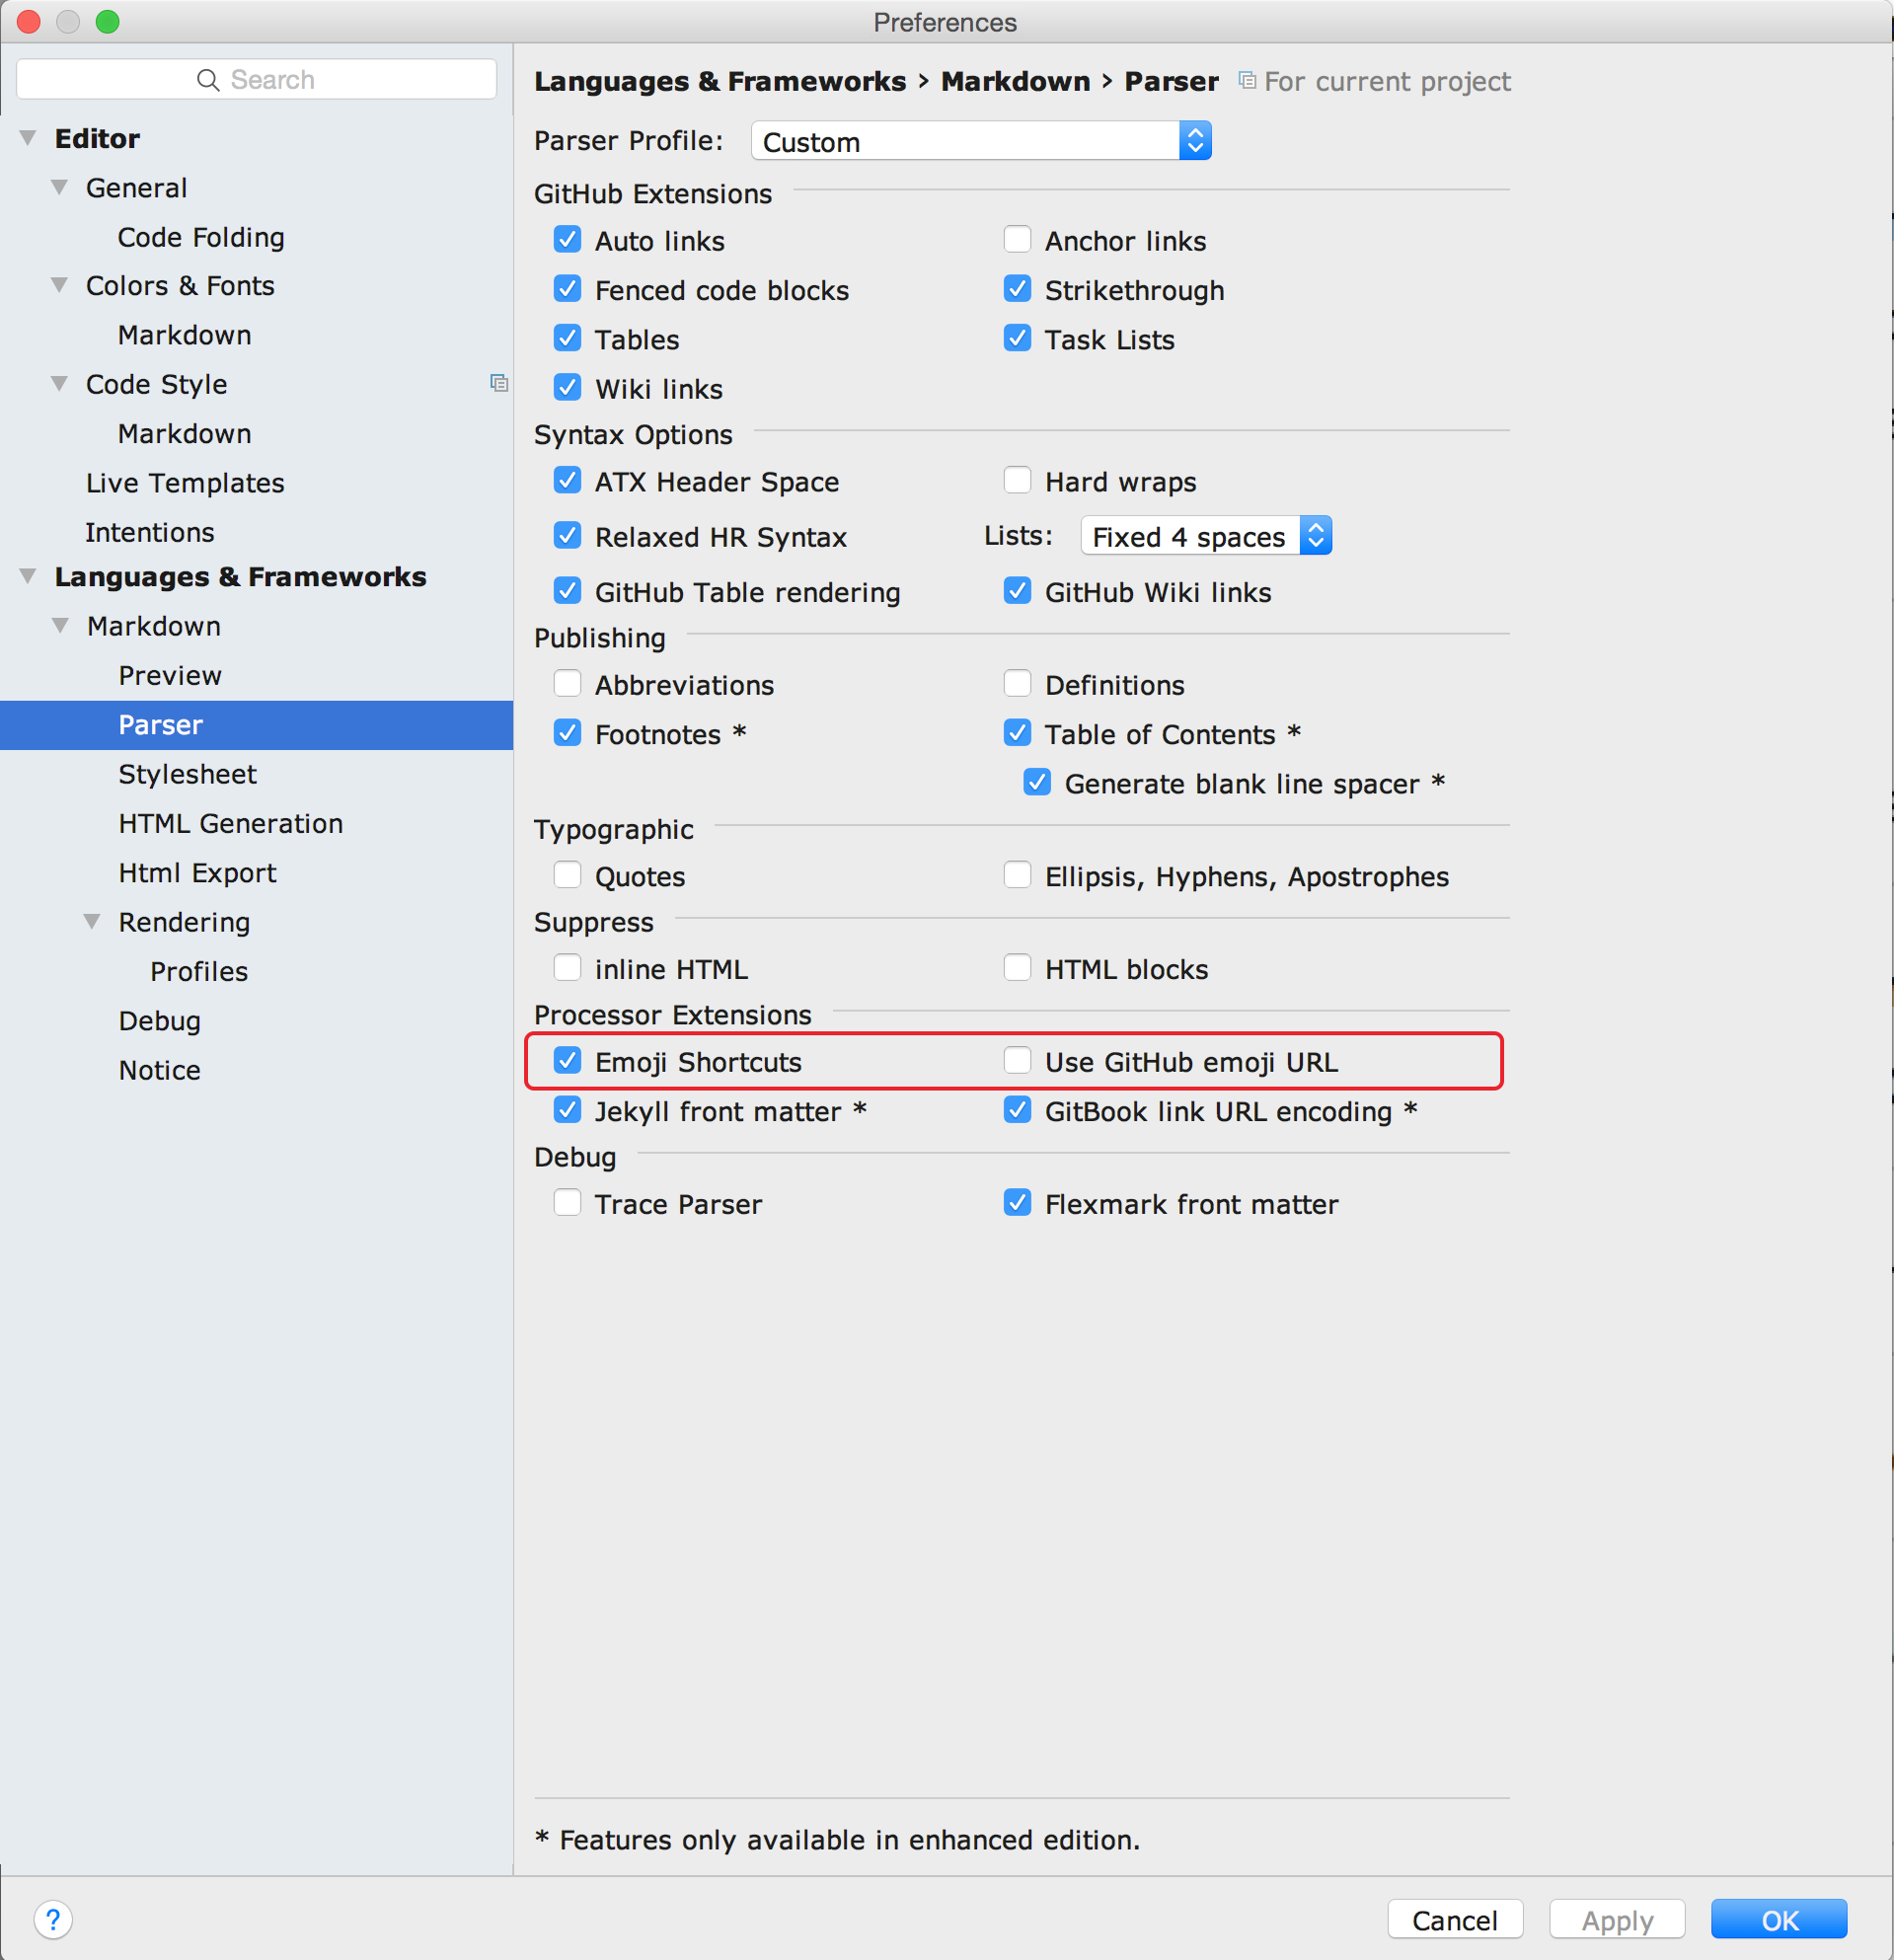 Preferences
Search
Editor
General
Code Folding
Colors & Fonts
Markdown
Code Style
Markdown
Live Templates
Intentions
Languages & Frameworks
Markdown
Preview
Parser
Stylesheet
HTML Generation
Html Export
Rendering
Profiles
Debug
Notice
Languages & Frameworks › Markdown › Parser For current project
Parser Profile: Custom
GitHub Extensions
Auto links Anchor links
Fenced code blocks Strikethrough
Tables Task Lists
Wiki links
Syntax Options
ATX Header Space Hard wraps
Relaxed HR Syntax Lists: Fixed 4 spaces
GitHub Table rendering GitHub Wiki links
Publishing
Abbreviations Definitions
Footnotes * Table of Contents *
Generate blank line spacer *
Typographic
Quotes Ellipsis, Hyphens, Apostrophes
Suppress
inline HTML HTML blocks
Processor Extensions
Emoji Shortcuts Use GitHub emoji URL
Jekyll front matter * GitBook link URL encoding *
Debug
Trace Parser Flexmark front matter
* Features only available in enhanced edition.
? Cancel Apply OK